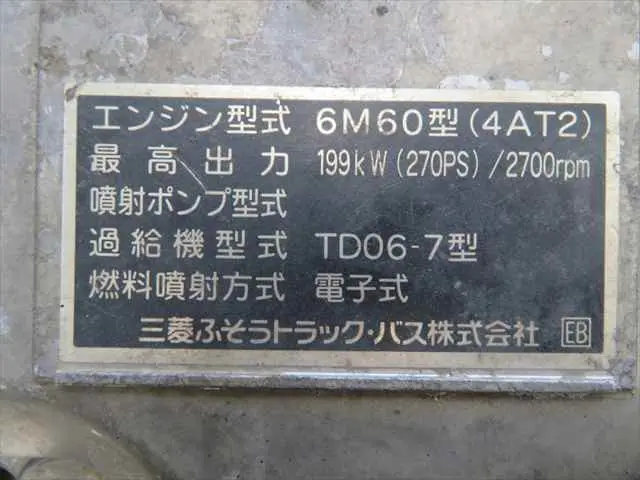 エンジン型式 6M60型(4AT2)
最高出力 199kW(270PS)/2700rpm
噴射ポンプ型式
過給機型式 TD06-7型
燃料噴射方式 電子式
三菱ふそうトラック・バス株式会社 EB